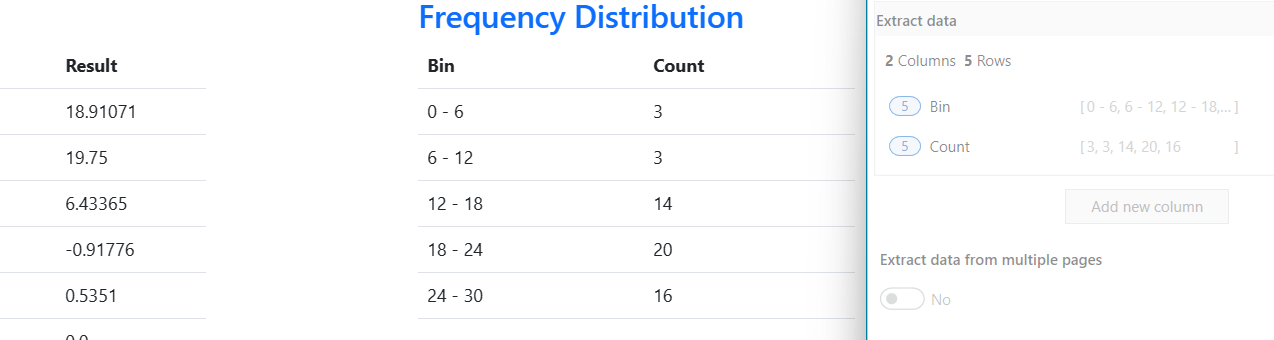 Frequency Distribution
Result
18.91071
19.75
6.43365
-0.91776
0.5351
0.0
Bin Count
0 - 6 3
6 - 12 3
12 - 18 14
18 - 24 20
24 - 30 16
Extract data
2 Columns 5 Rows
5 Bin [ 0 - 6, 6 - 12, 12 - 18,... ]
5 Count [ 3, 3, 14, 20, 16 ]
Add new column
Extract data from multiple pages
No